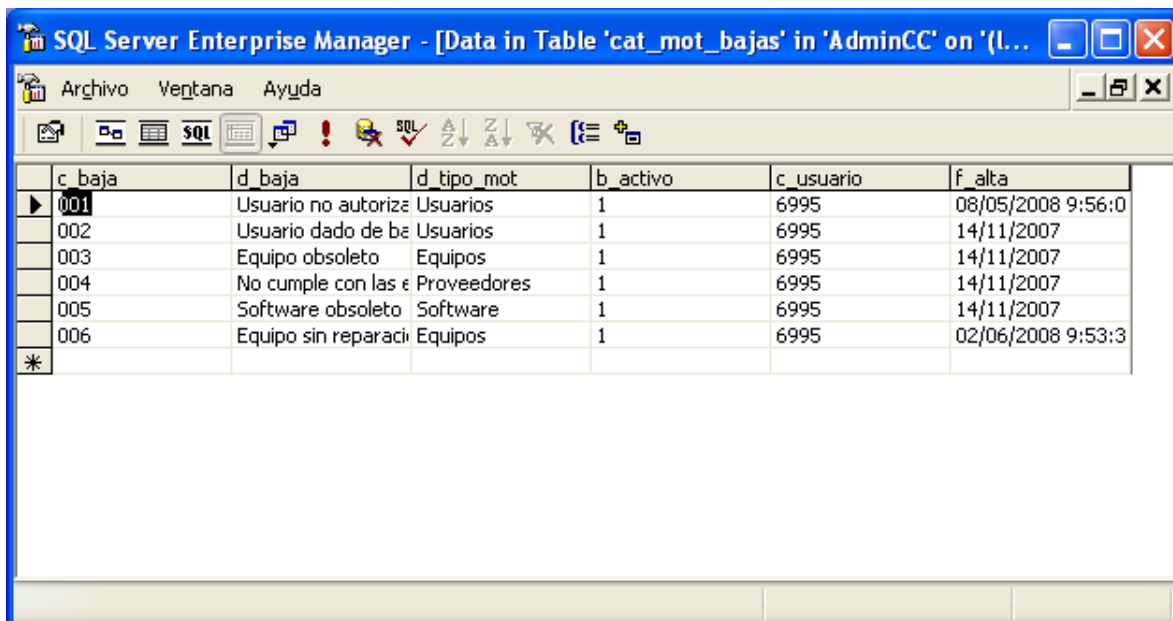 SQL Server Enterprise Manager - [Data in Table 'cat_mot_bajas' in 'AdminCC' on '(l...
Archivo Ventana Ayuda
SQL SQL A Z Z A
c_baja d_baja d_tipo_mot b_activo c_usuario f_alta
001 Usuario no autoriza Usuarios 1 6995 08/05/2008 9:56:0
002 Usuario dado de ba Usuarios 1 6995 14/11/2007
003 Equipo obsoleto Equipos 1 6995 14/11/2007
004 No cumple con las e Proveedores 1 6995 14/11/2007
005 Software obsoleto Software 1 6995 14/11/2007
006 Equipo sin reparaci Equipos 1 6995 02/06/2008 9:53:3